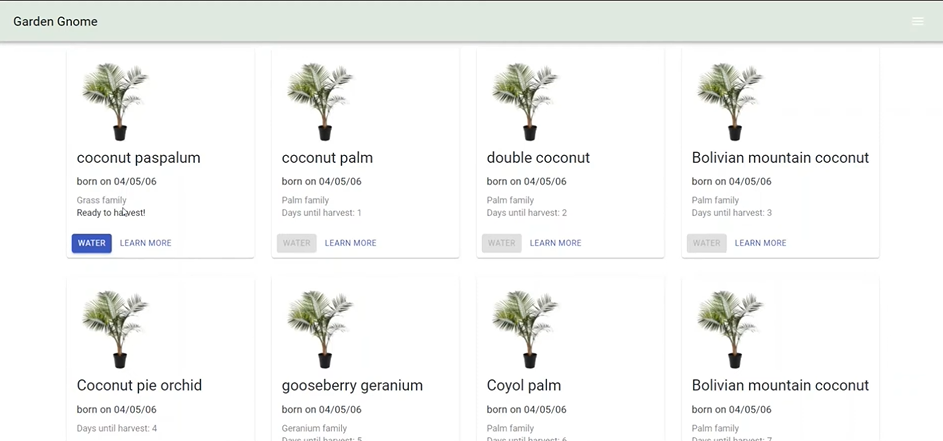 Garden Gnome
coconut paspalum
born on 04/05/06
Grass family
Ready to harvest!
WATER LEARN MORE
coconut palm
born on 04/05/06
Palm family
Days until harvest: 1
WATER LEARN MORE
double coconut
born on 04/05/06
Palm family
Days until harvest: 2
WATER LEARN MORE
Bolivian mountain coconut
born on 04/05/06
Palm family
Days until harvest: 3
WATER LEARN MORE
Coconut pie orchid
born on 04/05/06
Days until harvest: 4
gooseberry geranium
born on 04/05/06
Geranium family
Days until harvest: 5
Coyol palm
born on 04/05/06
Palm family
Days until harvest: 6
Bolivian mountain coconut
born on 04/05/06
Palm family
Days until harvest: 7